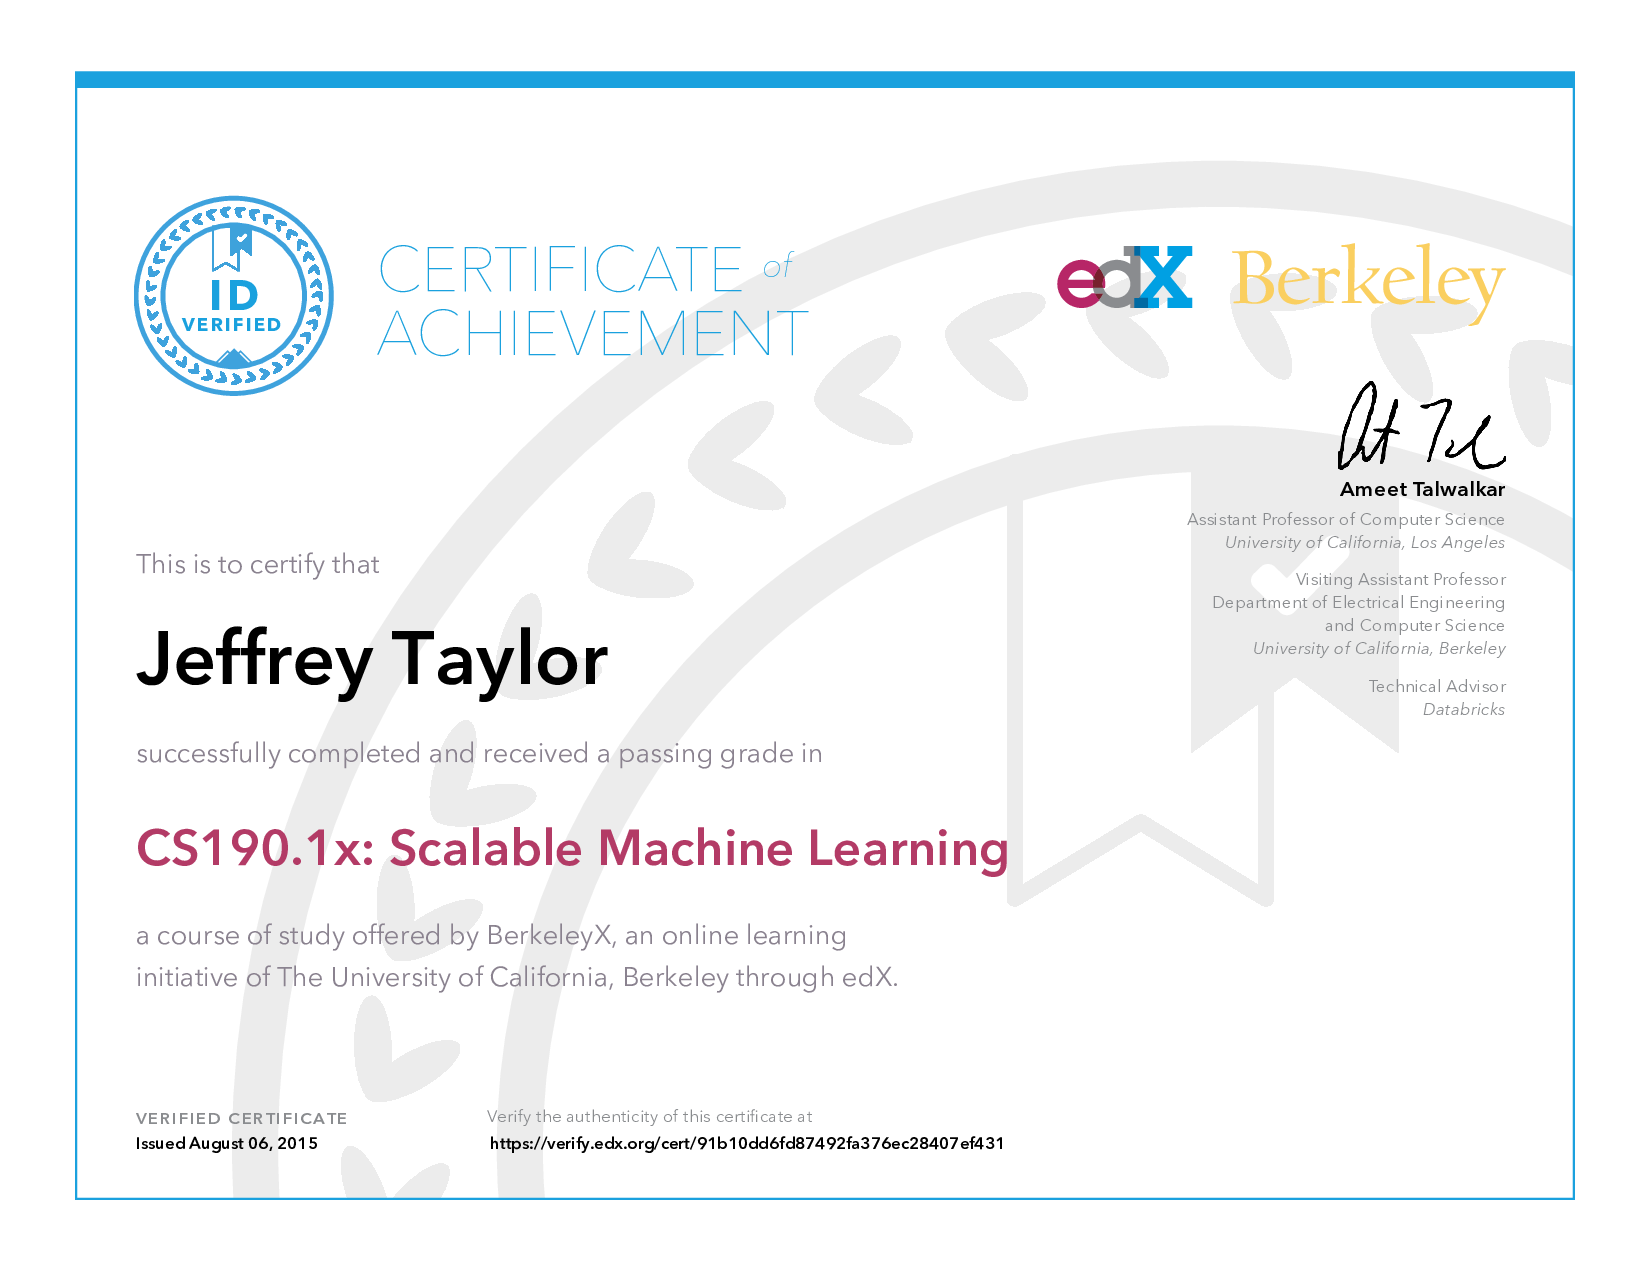 ID
VERIFIED
CERTIFICATE of
ACHIEVEMENT
edX
Berkeley
Ameet Talwalkar
Assistant Professor of Computer Science
University of California, Los Angeles
Visiting Assistant Professor
Department of Electrical Engineering
and Computer Science
University of California, Berkeley
Technical Advisor
Databricks
This is to certify that
Jeffrey Taylor
successfully completed and received a passing grade in
CS190.1x: Scalable Machine Learning
a course of study offered by BerkeleyX, an online learning
initiative of The University of California, Berkeley through edX.
VERIFIED CERTIFICATE
Issued August 06, 2015
Verify the authenticity of this certificate at
https://verify.edx.org/cert/91b10dd6fd87492fa376ec28407ef431